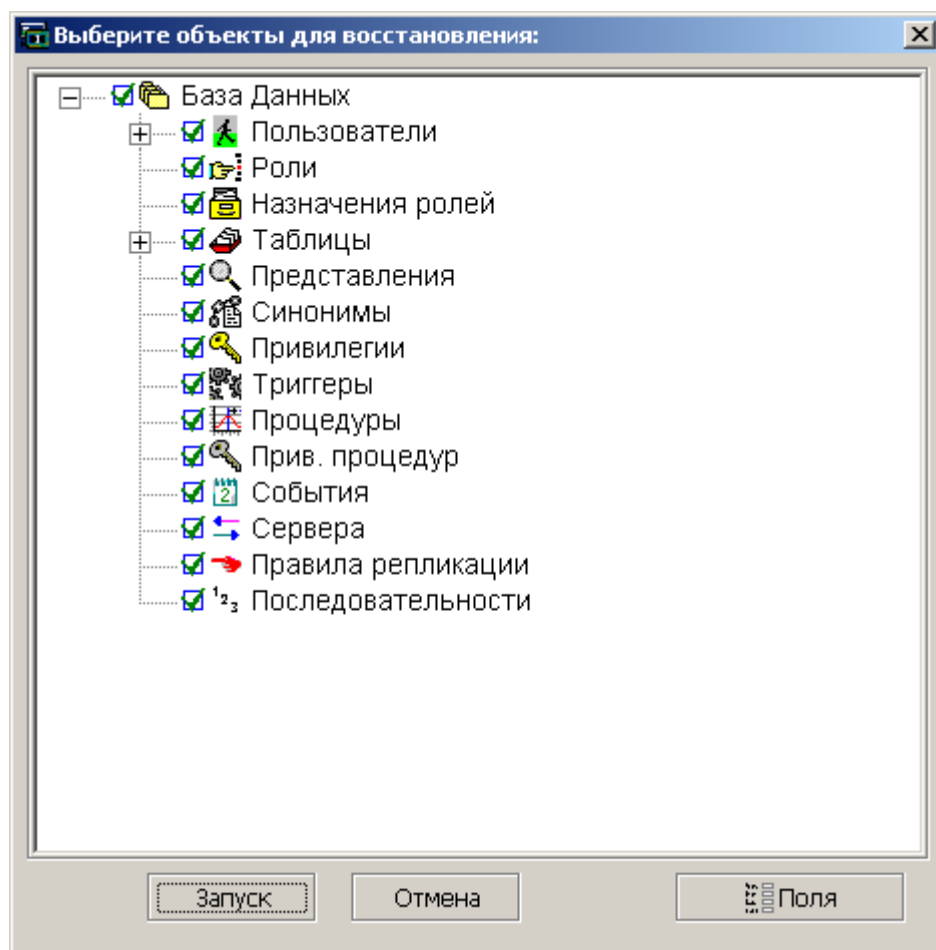 Выберите объекты для восстановления:
База Данных
Пользователи
Роли
Назначения ролей
Таблицы
Представления
Синонимы
Привилегии
Триггеры
Процедуры
Прив. процедур
События
Сервера
Правила репликации
Последовательности
Запуск Отмена Поля